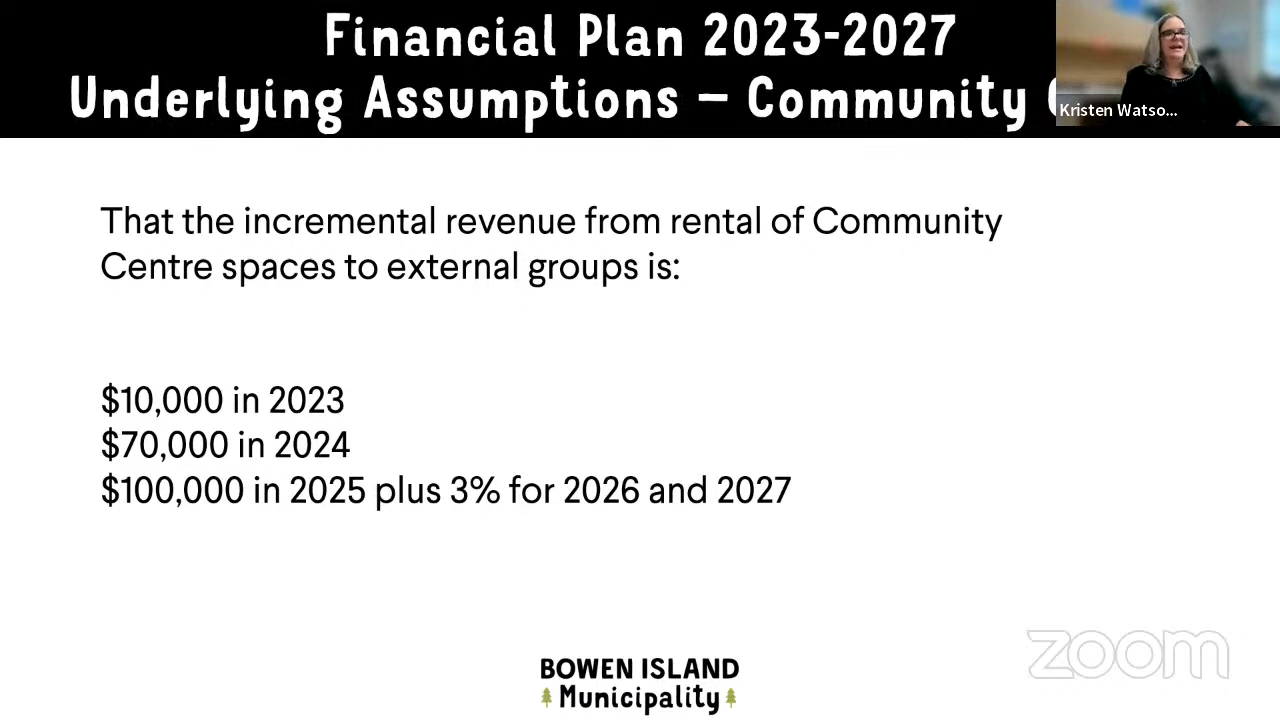 Financial Plan 2023-2027
Underlying Assumptions – Community
Kristen Watso...
That the incremental revenue from rental of Community
Centre spaces to external groups is:
$10,000 in 2023
$70,000 in 2024
$100,000 in 2025 plus 3% for 2026 and 2027
zoom
BOWEN ISLAND
Municipality